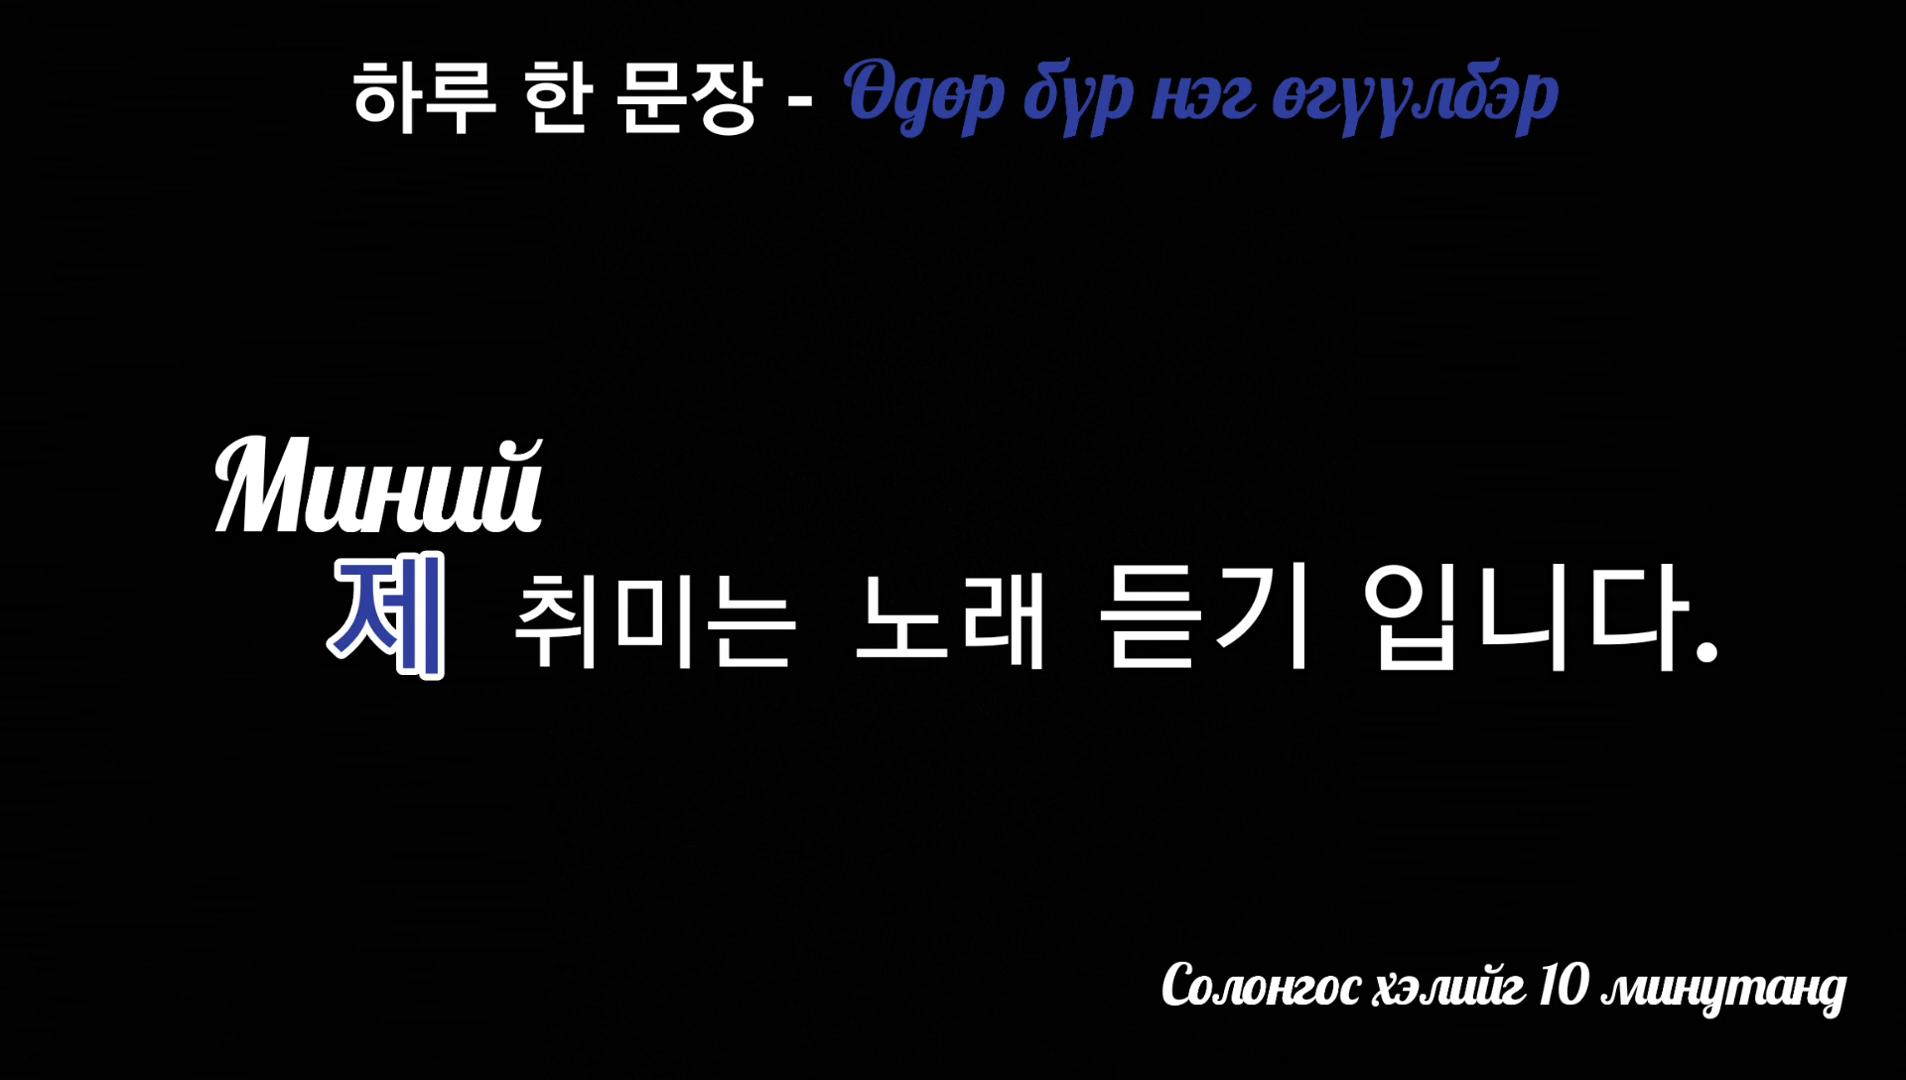 하루 한 문장 - Өдөр бүр нэг өгүүлбэр
Миний
제 취미는 노래 듣기 입니다.
Солонгос хэлийг 10 минутанд